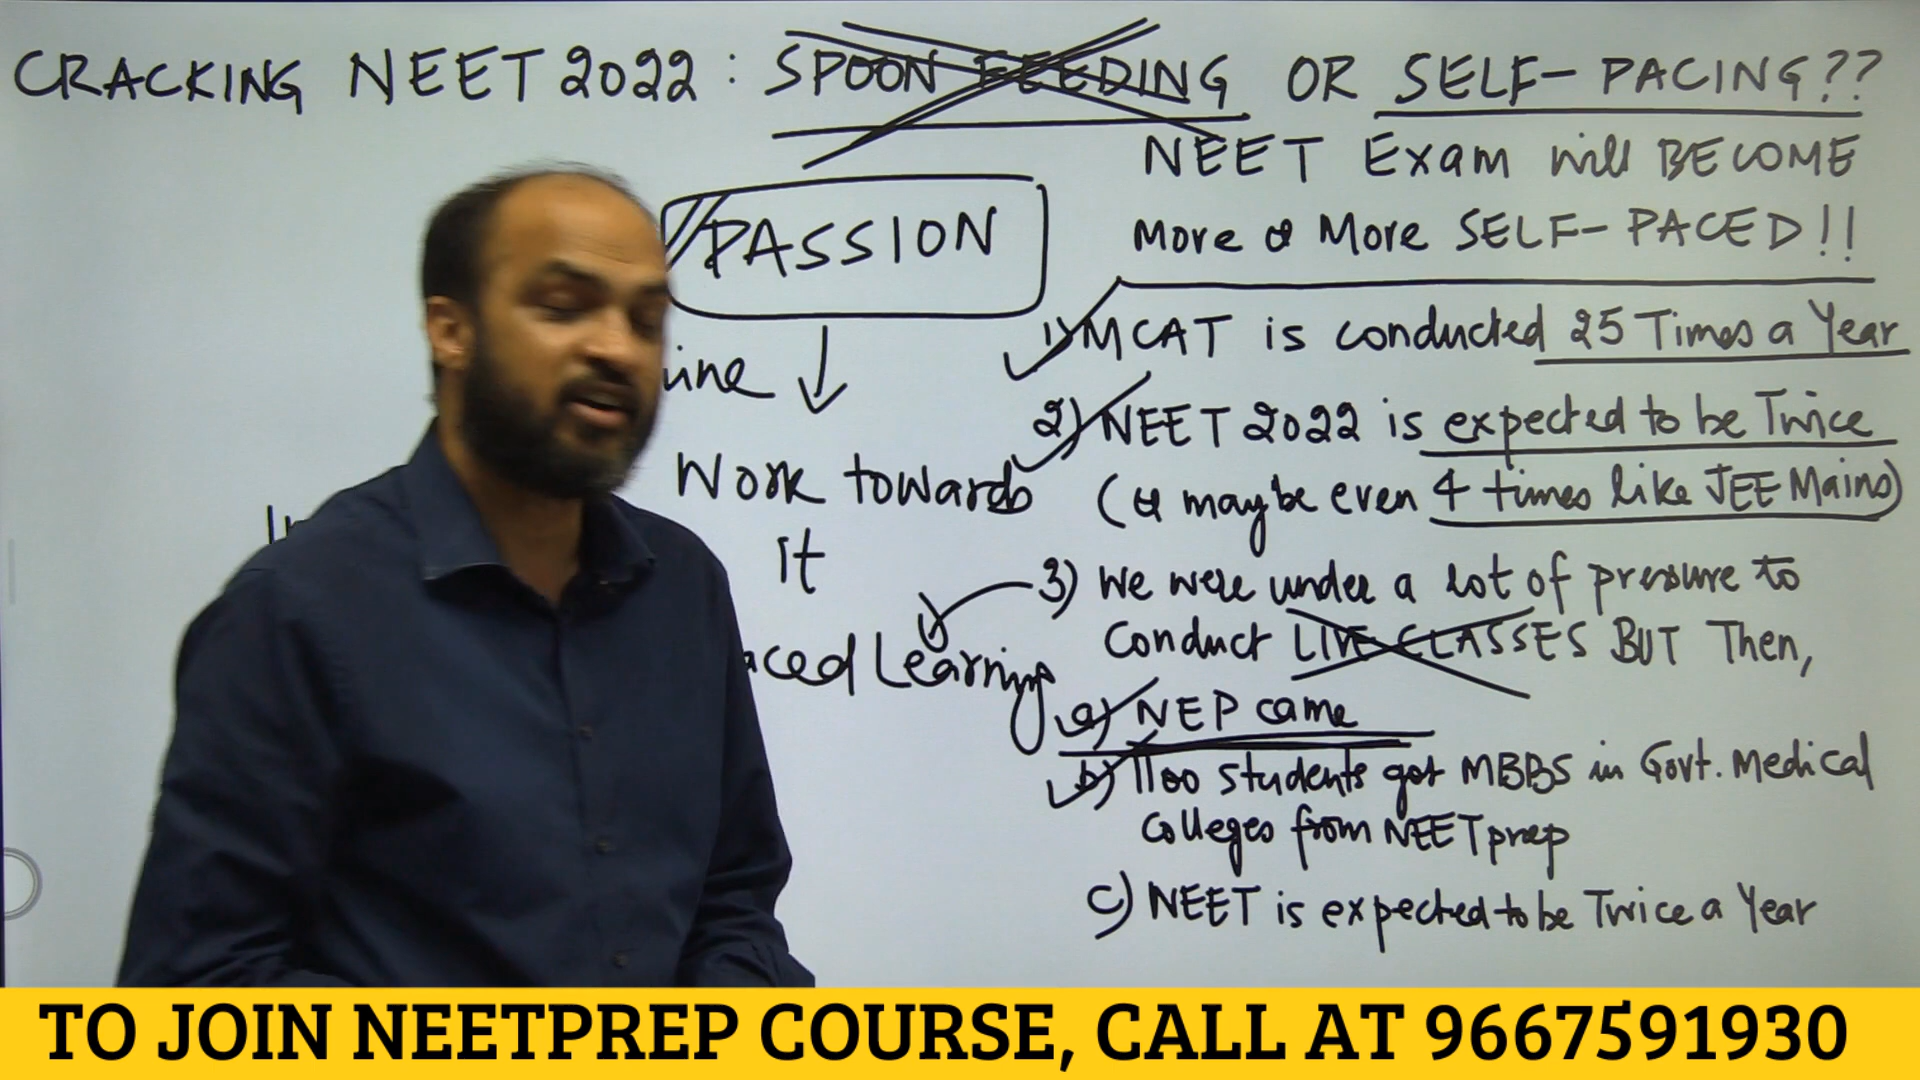 CRACKING NEET 2022 : SPOON FEEDING OR SELF-PACING??
PASSION
Work towards
it
aced Learning
NEET Exam will BECOME
More & More SELF-PACED!!
1) MCAT is conducted 25 Times a Year
2) NEET 2022 is expected to be Twice
(& maybe even 4 times like JEE Mains)
3) We were under a lot of pressure to
Conduct LIVE CLASSES BUT Then,
a) NEP came
b) 1100 students got MBBS in Govt. Medical
Colleges from NEETprep
c) NEET is expected to be Twice a Year
TO JOIN NEETPREP COURSE, CALL AT 9667591930